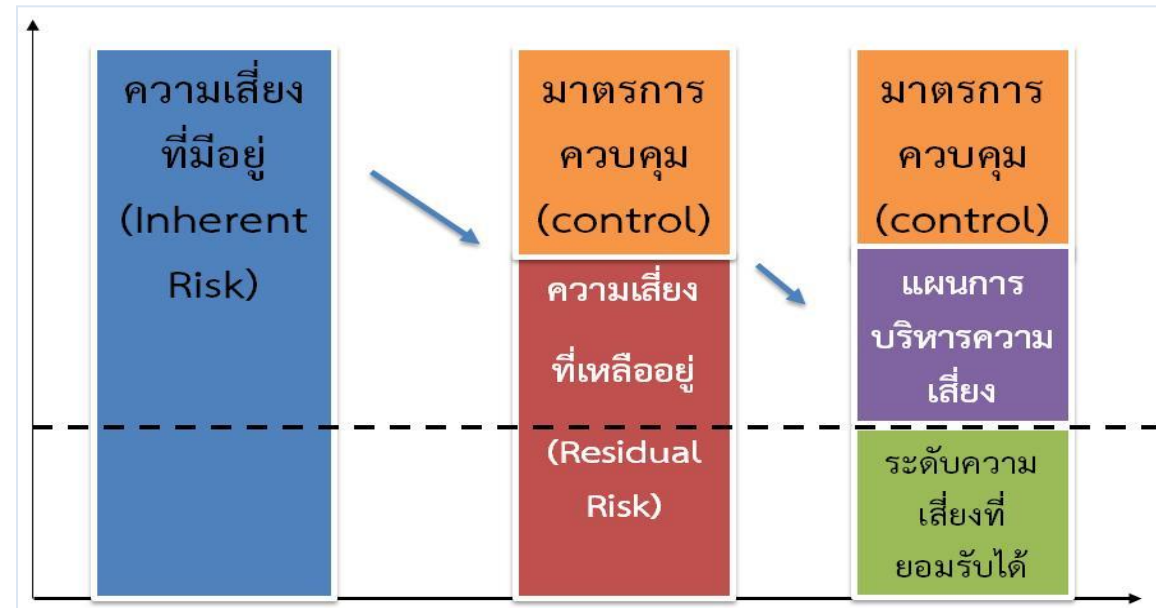 ความเสี่ยง
ที่มีอยู่
(Inherent
Risk)
มาตรการ
ควบคุม
(control)
ความเสี่ยง
ที่เหลืออยู่
(Residual
Risk)
มาตรการ
ควบคุม
(control)
แผนการ
บริหารความ
เสี่ยง
ระดับความ
เสี่ยงที่
ยอมรับได้